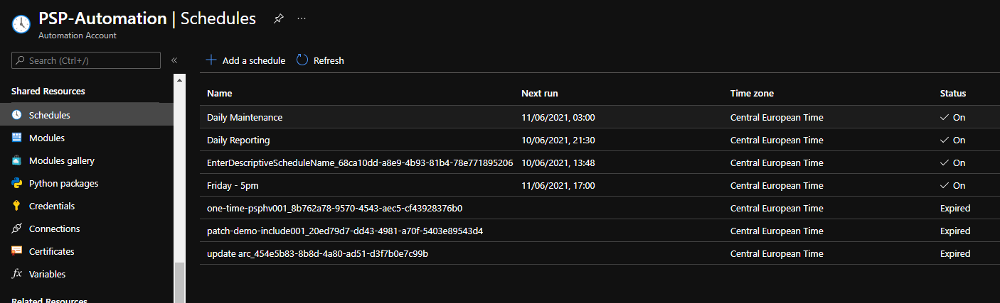 PSP-Automation | Schedules ...
Automation Account
Search (Ctrl+/) «
Add a schedule Refresh
Shared Resources
Schedules
Modules
Modules gallery
Python packages
Credentials
Connections
Certificates
fx Variables
Related Resources
Name Next run Time zone Status
Daily Maintenance 11/06/2021, 03:00 Central European Time On
Daily Reporting 10/06/2021, 21:30 Central European Time On
EnterDescriptiveScheduleName_68ca10dd-a8e9-4b93-81b4-78e771895206 10/06/2021, 13:48 Central European Time On
Friday - 5pm 11/06/2021, 17:00 Central European Time On
one-time-psphv001_8b762a78-9570-4543-aec5-cf43928376b0 Central European Time Expired
patch-demo-include001_20ed79d7-dd43-4981-a70f-5403e89543d4 Central European Time Expired
update arc_454e5b83-8b8d-4a80-ad51-d3f7b0e7c99b Central European Time Expired